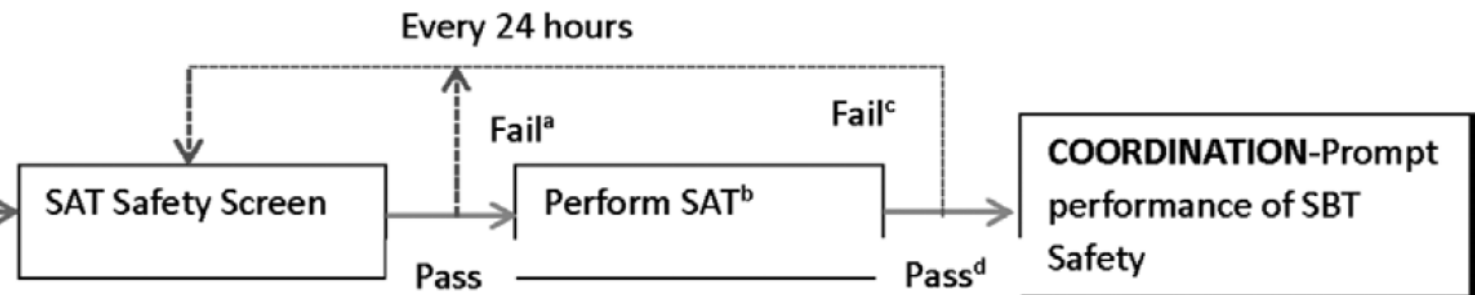 Every 24 hours
Failᵃ
Failᶜ
SAT Safety Screen
Perform SATᵇ
COORDINATION-Prompt
performance of SBT
Safety
Pass
Passᵈ